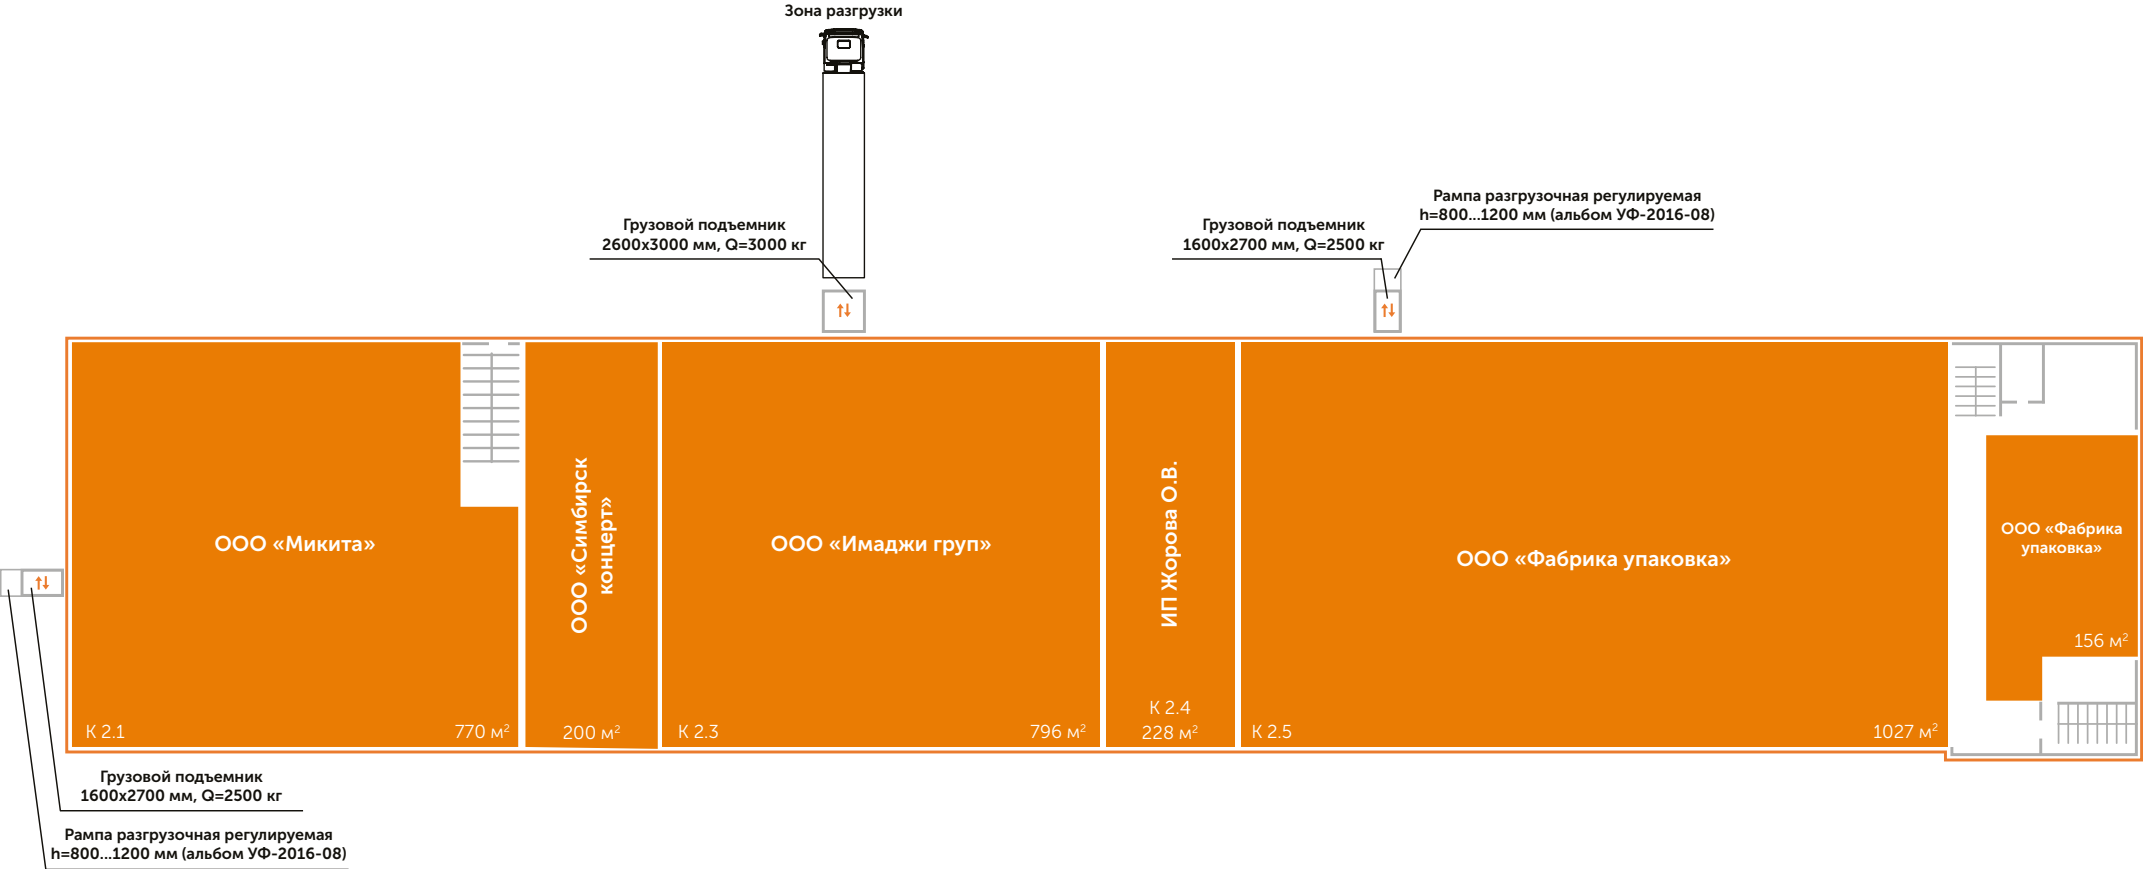 Зона разгрузки
Рампа разгрузочная регулируемая
h=800...1200 мм (альбом УФ-2016-08)
Грузовой подъемник
2600х3000 мм, Q=3000 кг
Грузовой подъемник
1600х2700 мм, Q=2500 кг
ООО «Микита»
К 2.1
770 м²
ООО «Симбирск
концерт»
200 м²
ООО «Имаджи груп»
К 2.3
796 м²
ИП Жорова О.В.
К 2.4
228 м²
ООО «Фабрика упаковка»
К 2.5
1027 м²
ООО «Фабрика
упаковка»
156 м²
Грузовой подъемник
1600х2700 мм, Q=2500 кг
Рампа разгрузочная регулируемая
h=800...1200 мм (альбом УФ-2016-08)